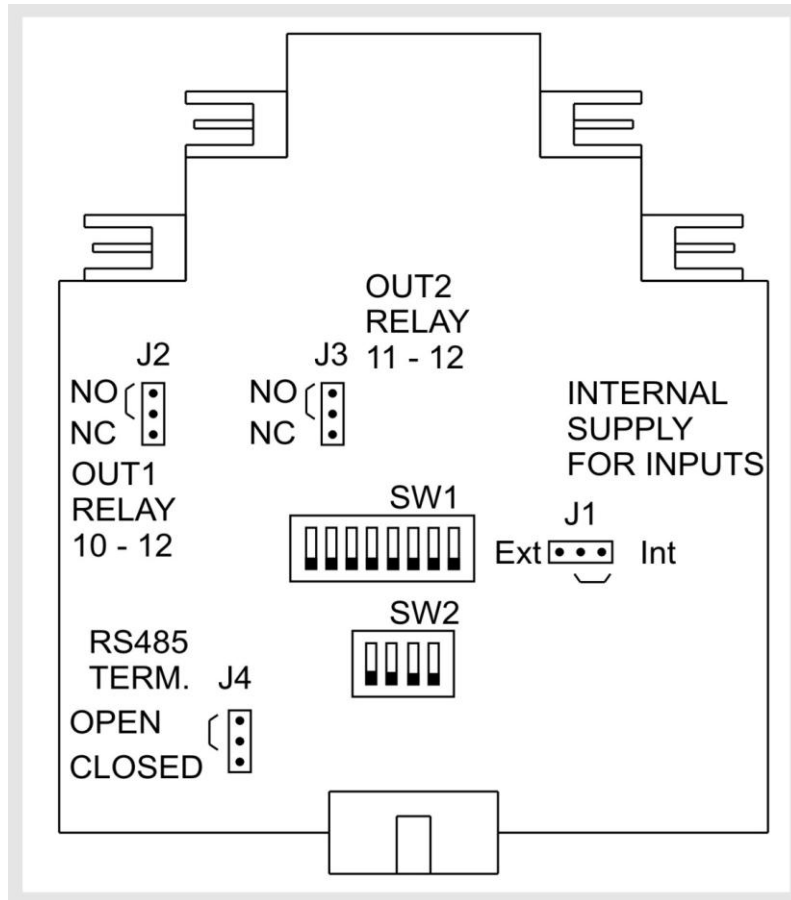 OUT2
RELAY
11 - 12
J2
J3
NO
NC
NO
NC
OUT1
RELAY
10 - 12
INTERNAL
SUPPLY
FOR INPUTS
J1
Ext
Int
SW1
SW2
RS485
TERM.
J4
OPEN
CLOSED